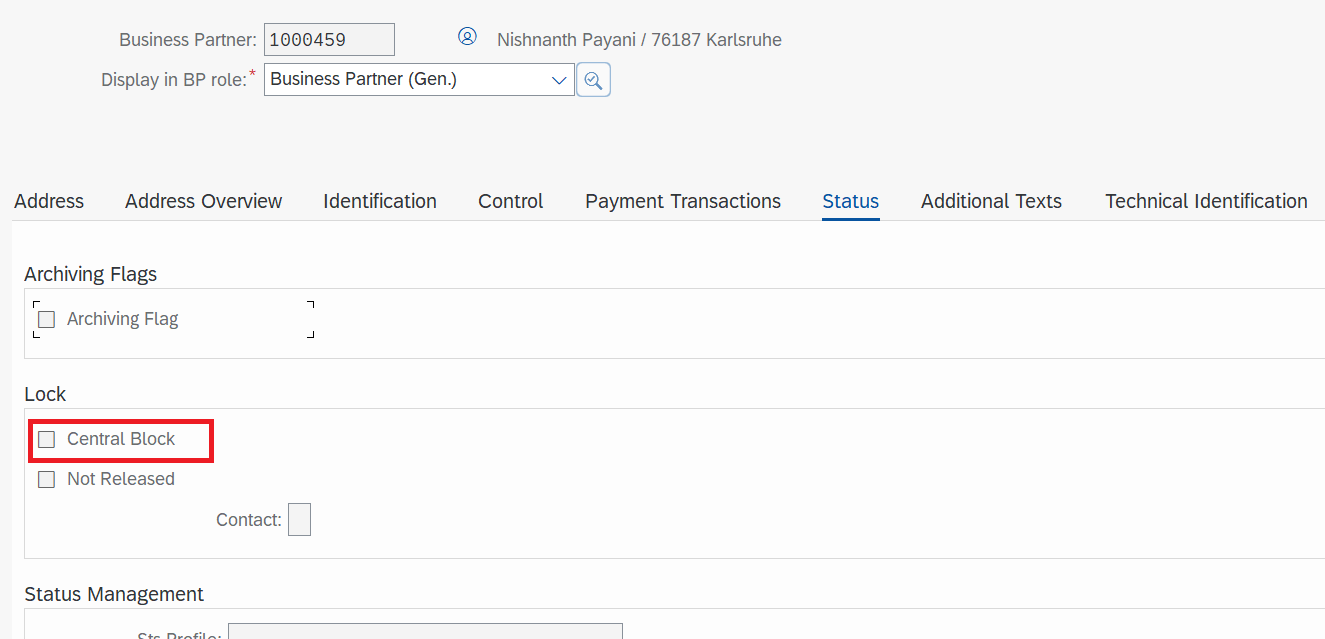 Business Partner: 1000459 Nishnanth Payani / 76187 Karlsruhe
Display in BP role:* Business Partner (Gen.)
Address Address Overview Identification Control Payment Transactions Status Additional Texts Technical Identification
Archiving Flags
Archiving Flag
Lock
Central Block
Not Released
Contact:
Status Management
Sts Profile: